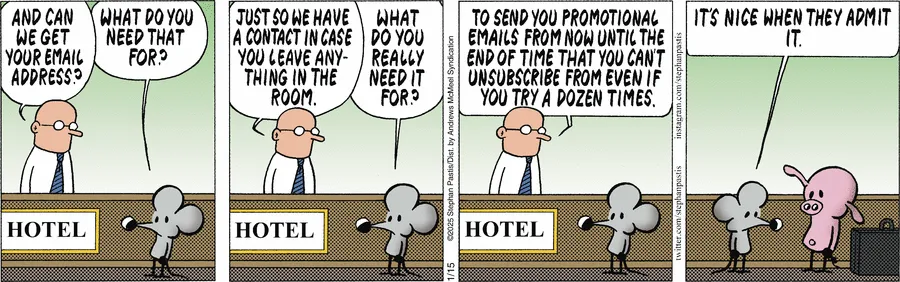 AND CAN
WE GET
YOUR EMAIL
ADDRESS?
WHAT DO YOU
NEED THAT
FOR?
HOTEL
JUST SO WE HAVE
A CONTACT IN CASE
YOU LEAVE ANY-
THING IN THE
ROOM.
WHAT
DO YOU
REALLY
NEED IT
FOR?
HOTEL
©2025 Stephan Pastis/Dist. by Andrews McMeel Syndication
1/15
TO SEND YOU PROMOTIONAL
EMAILS FROM NOW UNTIL THE
END OF TIME THAT YOU CAN'T
UNSUBSCRIBE FROM EVEN IF
YOU TRY A DOZEN TIMES.
HOTEL
twitter.com/stephanpastis
instagram.com/stephanpastis
IT'S NICE WHEN THEY ADMIT
IT.